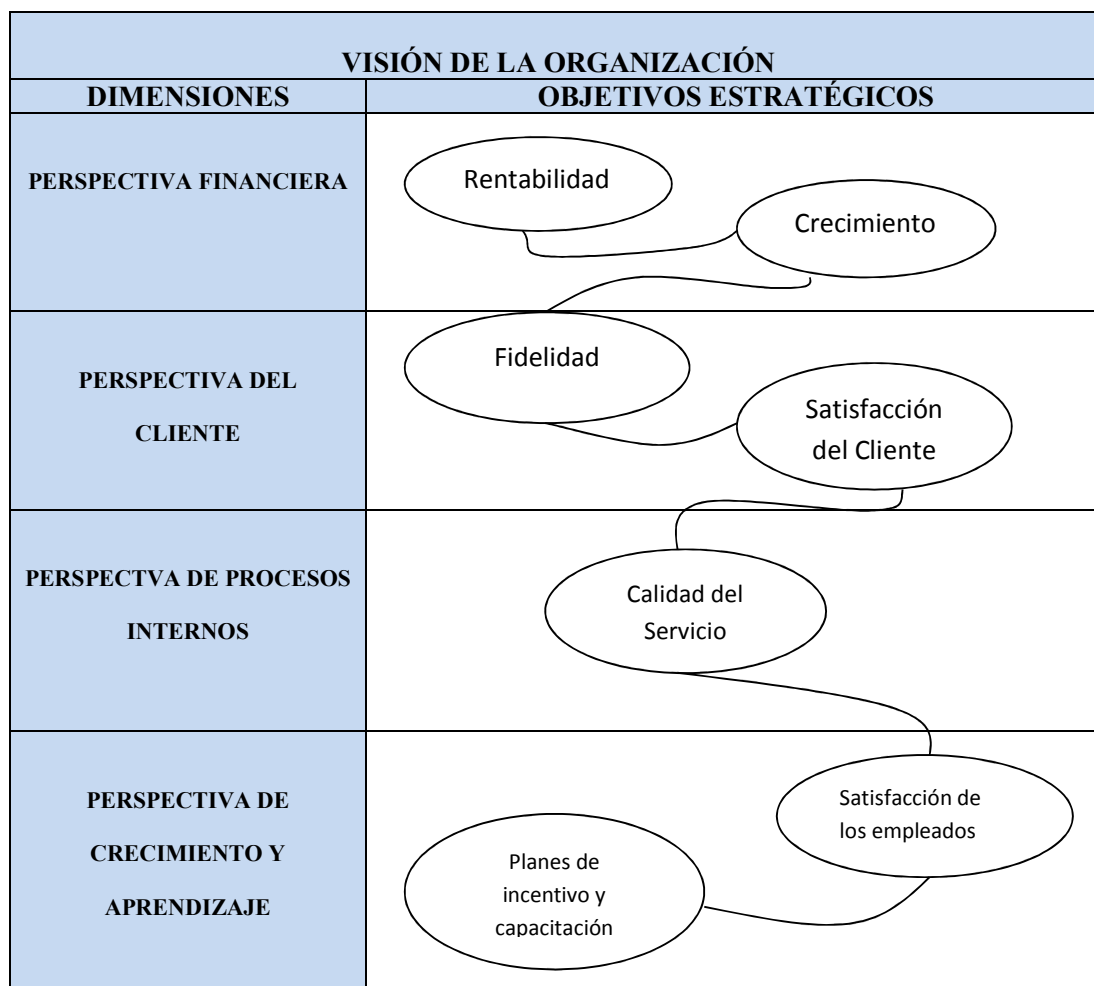 VISIÓN DE LA ORGANIZACIÓN
DIMENSIONES
OBJETIVOS ESTRATÉGICOS
PERSPECTIVA FINANCIERA
Rentabilidad
Crecimiento
PERSPECTIVA DEL
CLIENTE
Fidelidad
Satisfacción
del Cliente
PERSPECTVA DE PROCESOS
INTERNOS
Calidad del
Servicio
PERSPECTIVA DE
CRECIMIENTO Y
APRENDIZAJE
Satisfacción de
los empleados
Planes de
incentivo y
capacitación